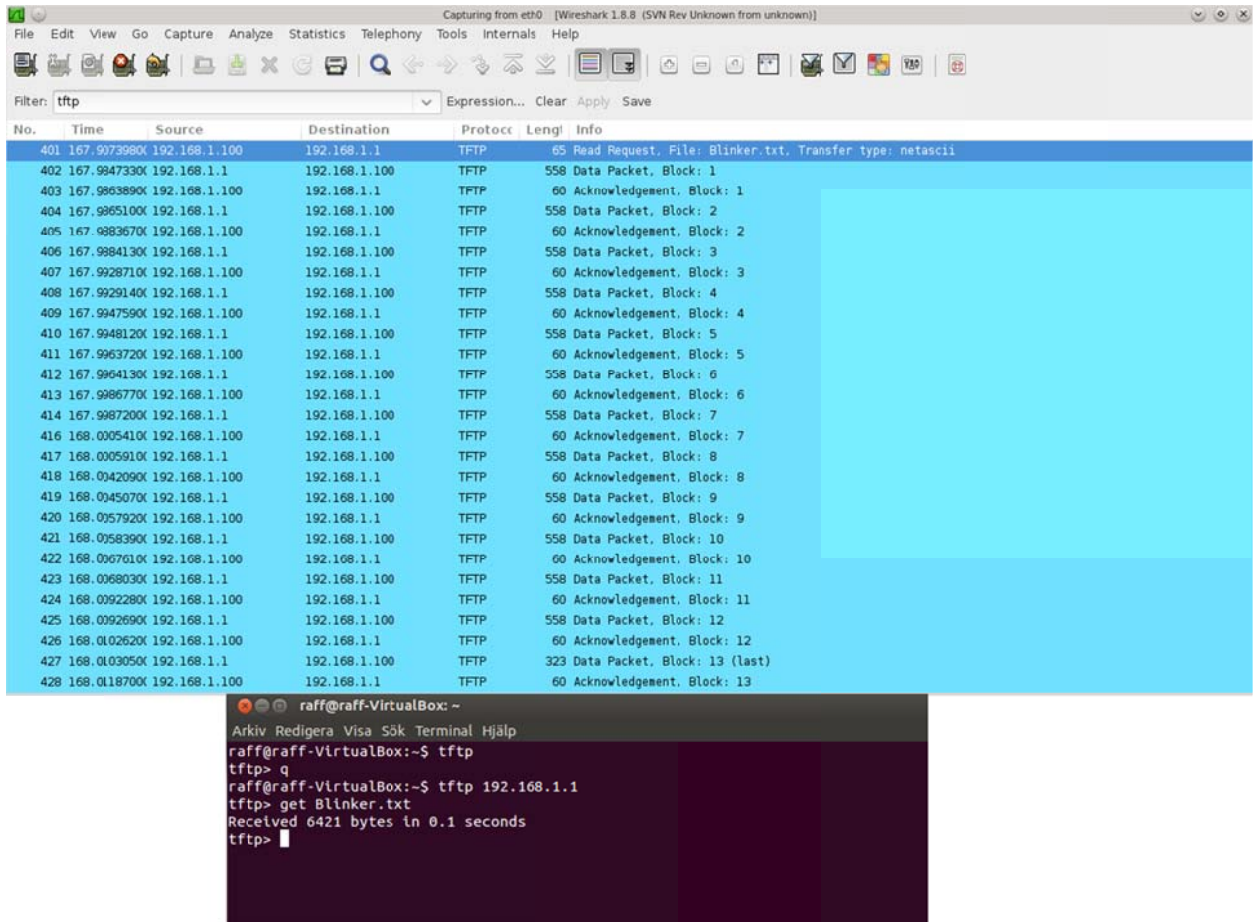 Capturing from eth0 [Wireshark 1.8.8 (SVN Rev Unknown from unknown)]
File Edit View Go Capture Analyze Statistics Telephony Tools Internals Help
Filter: tftp Expression... Clear Apply Save
No. Time Source Destination Protocc Lengt Info
401 167.9073980( 192.168.1.100 192.168.1.1 TFTP 65 Read Request, File: Blinker.txt, Transfer type: netascii
402 167.9847330( 192.168.1.1 192.168.1.100 TFTP 558 Data Packet, Block: 1
403 167.9863890( 192.168.1.100 192.168.1.1 TFTP 60 Acknowledgement, Block: 1
404 167.9865100( 192.168.1.1 192.168.1.100 TFTP 558 Data Packet, Block: 2
405 167.9883670( 192.168.1.100 192.168.1.1 TFTP 60 Acknowledgement, Block: 2
406 167.9884130( 192.168.1.1 192.168.1.100 TFTP 558 Data Packet, Block: 3
407 167.9928710( 192.168.1.100 192.168.1.1 TFTP 60 Acknowledgement, Block: 3
408 167.9929140( 192.168.1.1 192.168.1.100 TFTP 558 Data Packet, Block: 4
409 167.9947590( 192.168.1.100 192.168.1.1 TFTP 60 Acknowledgement, Block: 4
410 167.9948120( 192.168.1.1 192.168.1.100 TFTP 558 Data Packet, Block: 5
411 167.9963720( 192.168.1.100 192.168.1.1 TFTP 60 Acknowledgement, Block: 5
412 167.9964130( 192.168.1.1 192.168.1.100 TFTP 558 Data Packet, Block: 6
413 167.9986770( 192.168.1.100 192.168.1.1 TFTP 60 Acknowledgement, Block: 6
414 167.9987200( 192.168.1.1 192.168.1.100 TFTP 558 Data Packet, Block: 7
416 168.0005410( 192.168.1.100 192.168.1.1 TFTP 60 Acknowledgement, Block: 7
417 168.0005910( 192.168.1.1 192.168.1.100 TFTP 558 Data Packet, Block: 8
418 168.0042090( 192.168.1.100 192.168.1.1 TFTP 60 Acknowledgement, Block: 8
419 168.0045070( 192.168.1.1 192.168.1.100 TFTP 558 Data Packet, Block: 9
420 168.0057920( 192.168.1.100 192.168.1.1 TFTP 60 Acknowledgement, Block: 9
421 168.0058390( 192.168.1.1 192.168.1.100 TFTP 558 Data Packet, Block: 10
422 168.0067610( 192.168.1.100 192.168.1.1 TFTP 60 Acknowledgement, Block: 10
423 168.0068030( 192.168.1.1 192.168.1.100 TFTP 558 Data Packet, Block: 11
424 168.0092280( 192.168.1.100 192.168.1.1 TFTP 60 Acknowledgement, Block: 11
425 168.0092690( 192.168.1.1 192.168.1.100 TFTP 558 Data Packet, Block: 12
426 168.0102620( 192.168.1.100 192.168.1.1 TFTP 60 Acknowledgement, Block: 12
427 168.0103050( 192.168.1.1 192.168.1.100 TFTP 323 Data Packet, Block: 13 (last)
428 168.0118700( 192.168.1.100 192.168.1.1 TFTP 60 Acknowledgement, Block: 13
raff@raff-VirtualBox: ~
Arkiv Redigera Visa Sök Terminal Hjälp
raff@raff-VirtualBox:~$ tftp
tftp> q
raff@raff-VirtualBox:~$ tftp 192.168.1.1
tftp> get Blinker.txt
Received 6421 bytes in 0.1 seconds
tftp>